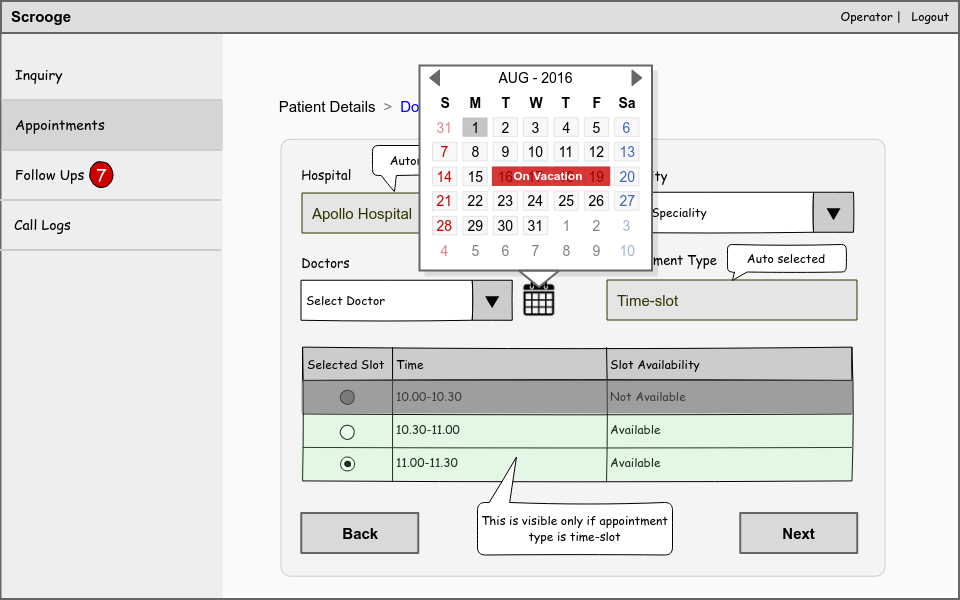 Scrooge
Operator | Logout
Inquiry
Appointments
Follow Ups 7
Call Logs
Patient Details >
AUG - 2016
S M T W T F Sa
31 1 2 3 4 5 6
7 8 9 10 11 12 13
14 15 16 On Vacation 19 20
21 22 23 24 25 26 27
28 29 30 31 1 2 3
4 5 6 7 8 9 10
Hospital
Apollo Hospital
Speciality
Doctors
Type
Auto selected
Select Doctor
Time-slot
Selected Slot Time Slot Availability
10.00-10.30 Not Available
10.30-11.00 Available
11.00-11.30 Available
This is visible only if appointment
type is time-slot
Back
Next